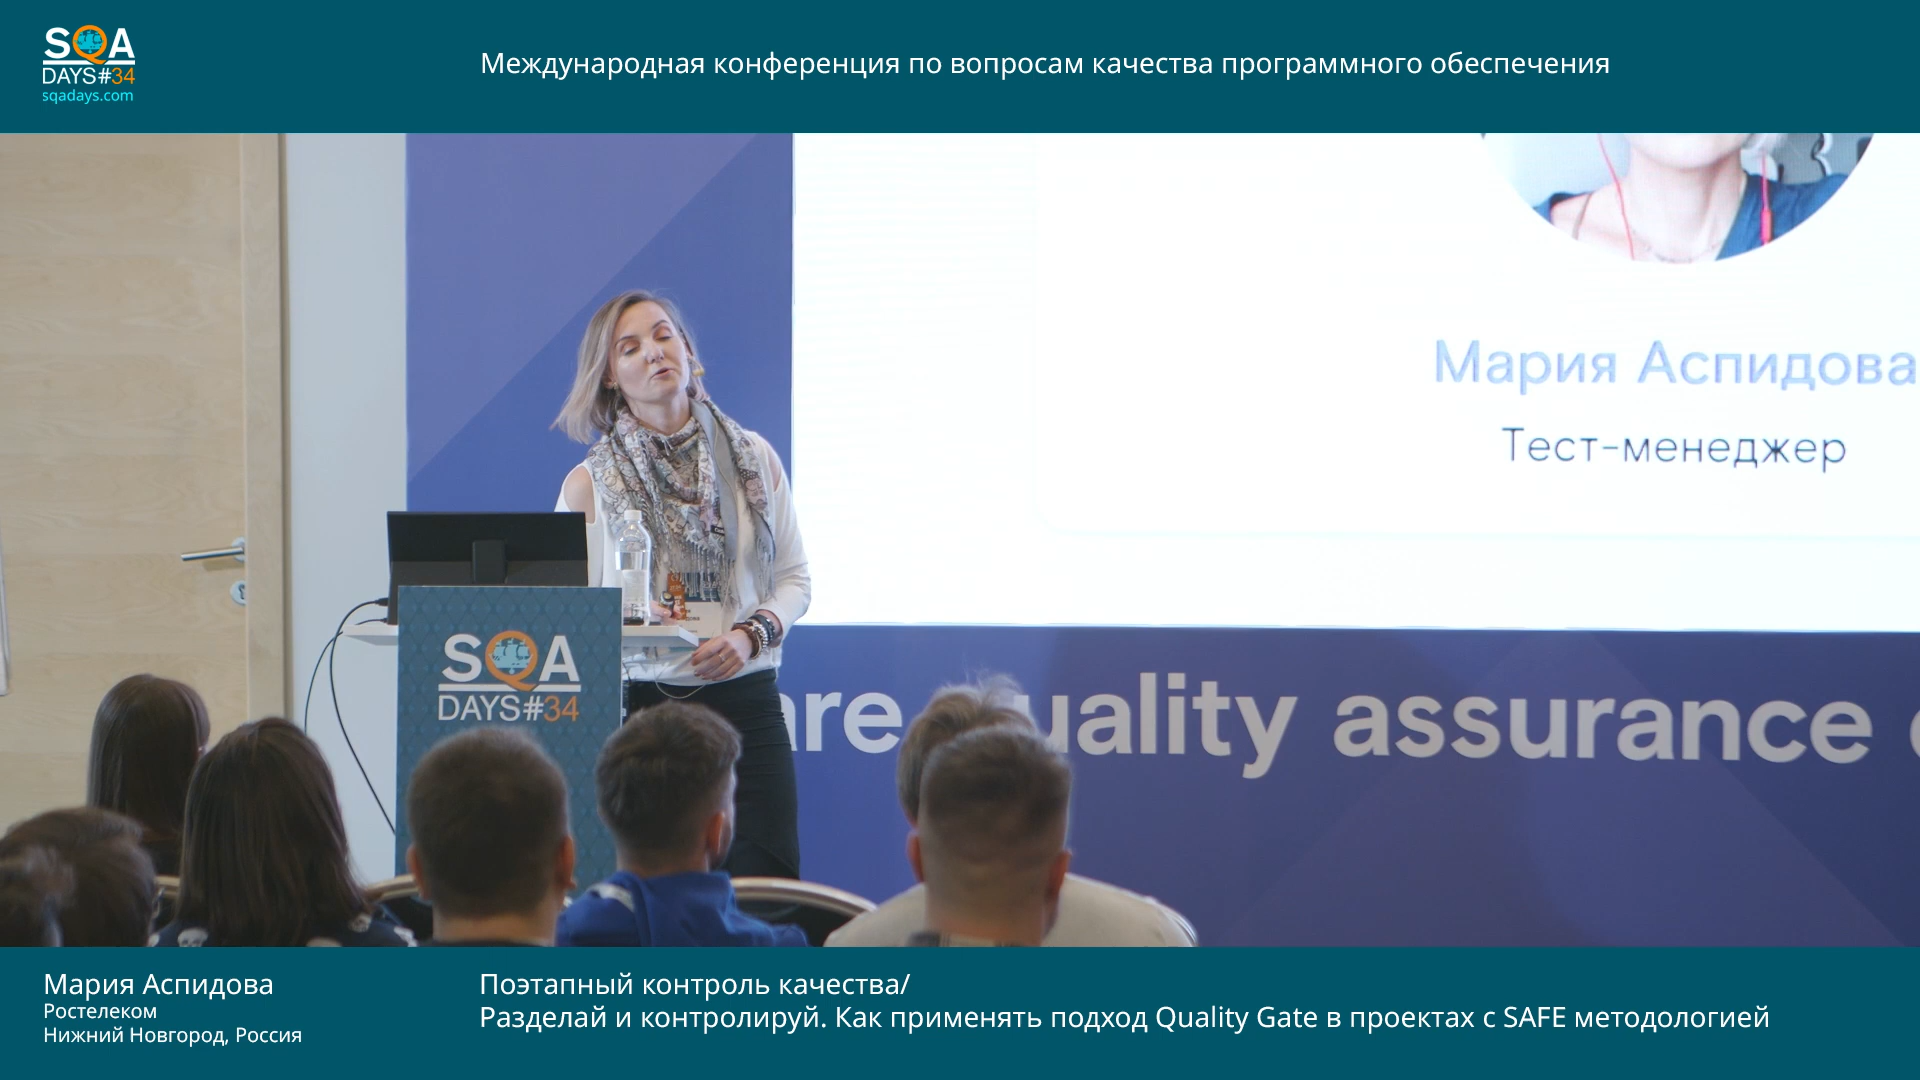 SQA
DAYS#34
sqadays.com
Международная конференция по вопросам качества программного обеспечения
Мария Аспидова
Тест-менеджер
SQA
DAYS#34
are quality assurance
Мария Аспидова
Ростелеком
Нижний Новгород, Россия
Поэтапный контроль качества/
Разделай и контролируй. Как применять подход Quality Gate в проектах с SAFE методологией